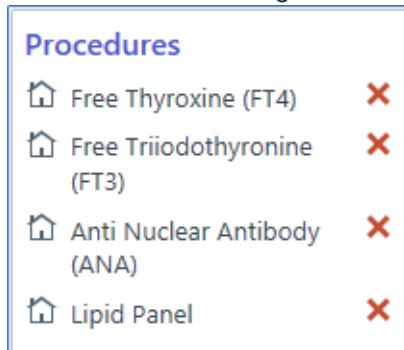 Procedures
Free Thyroxine (FT4)
Free Triiodothyronine
(FT3)
Anti Nuclear Antibody
(ANA)
Lipid Panel